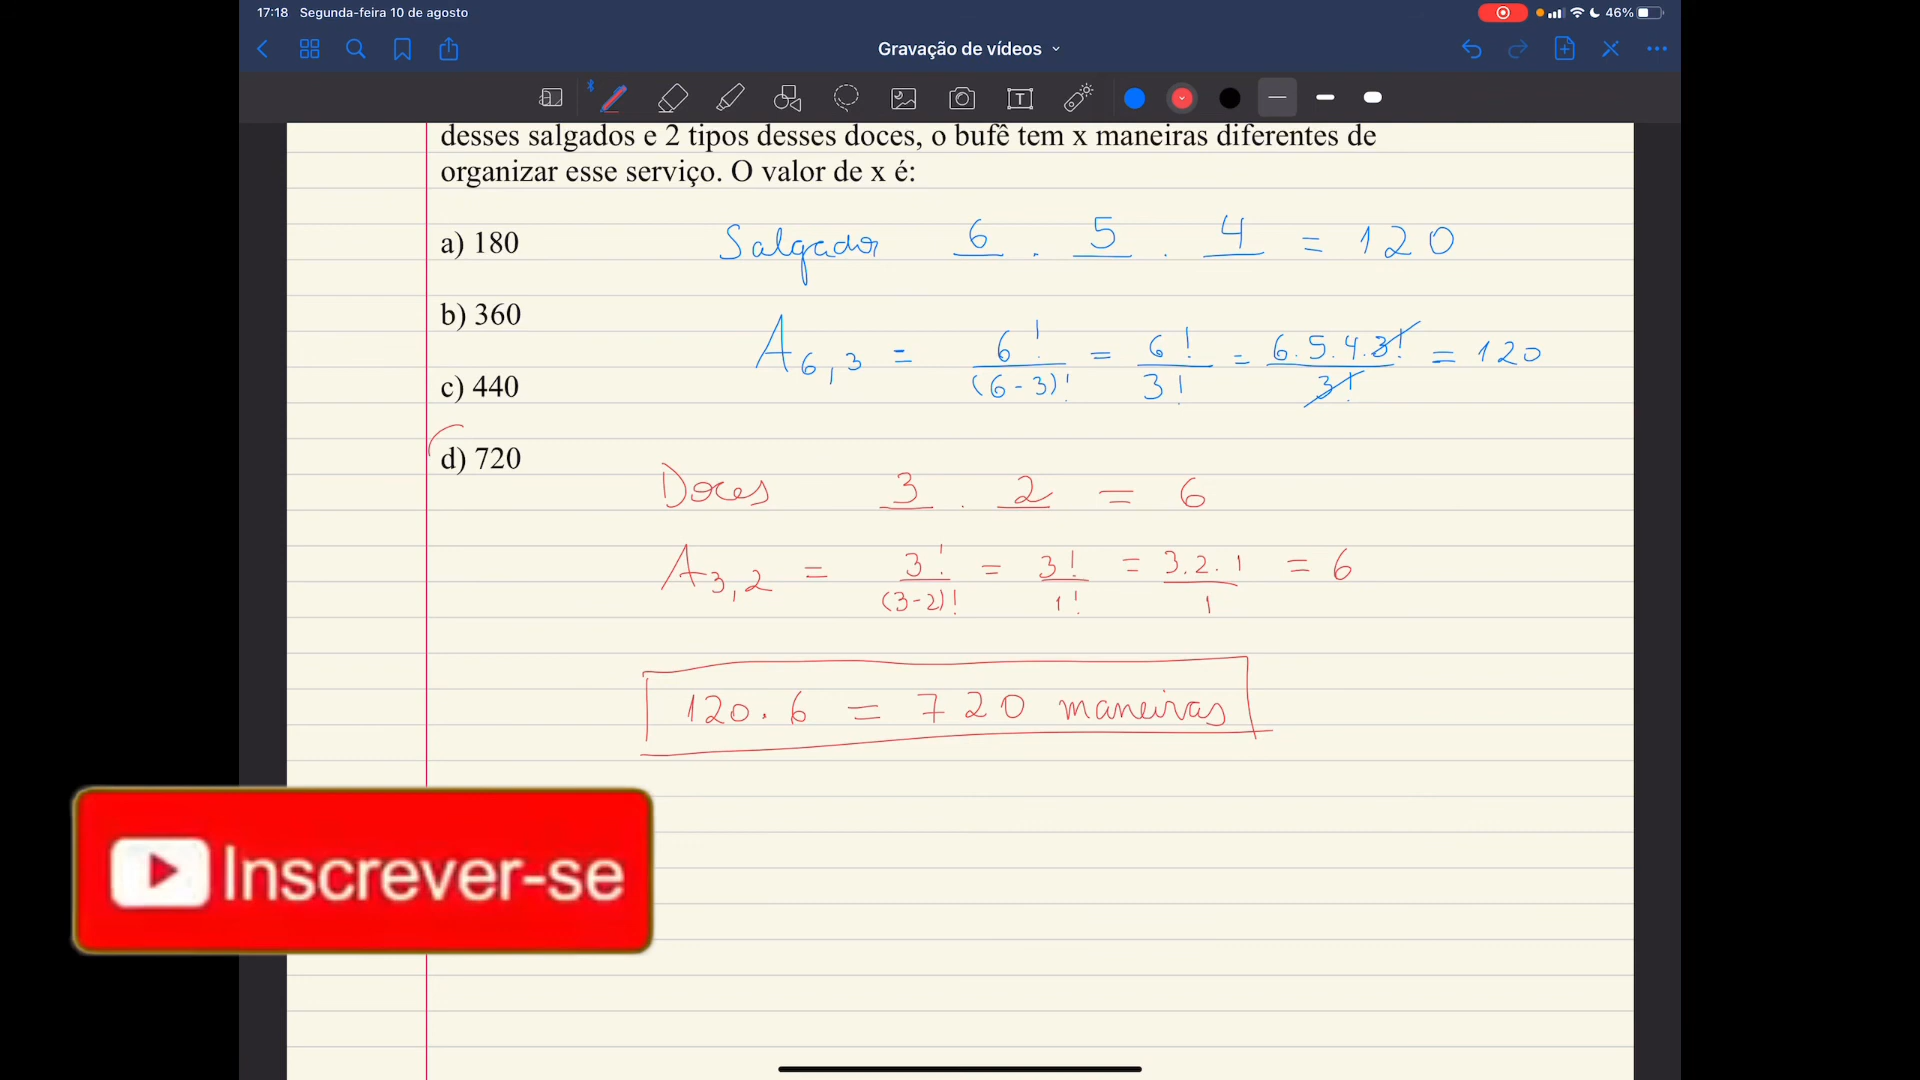 17:18 Segunda-feira 10 de agosto
46%
Gravação de vídeos
desses salgados e 2 tipos desses doces, o bufê tem x maneiras diferentes de
organizar esse serviço. O valor de x é:
a) 180
Salgados 6 . 5 . 4 = 120
b) 360
A6,3 = 6!/(6-3)! = 6!/3! = 6.5.4.3!/3! = 120
c) 440
d) 720
Doces 3 . 2 = 6
A3,2 = 3!/(3-2)! = 3!/1! = 3.2.1/1 = 6
120.6 = 720 maneiras
Inscrever-se